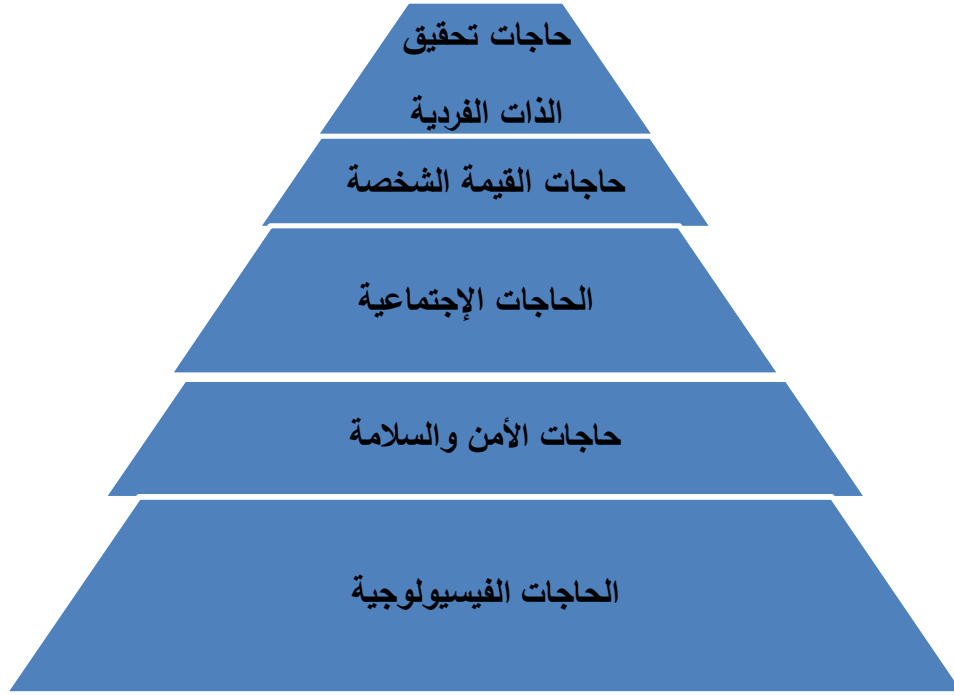 حاجات تحقيق
الذات الفردية
حاجات القيمة الشخصة
الحاجات الإجتماعية
حاجات الأمن والسلامة
الحاجات الفيسيولوجية